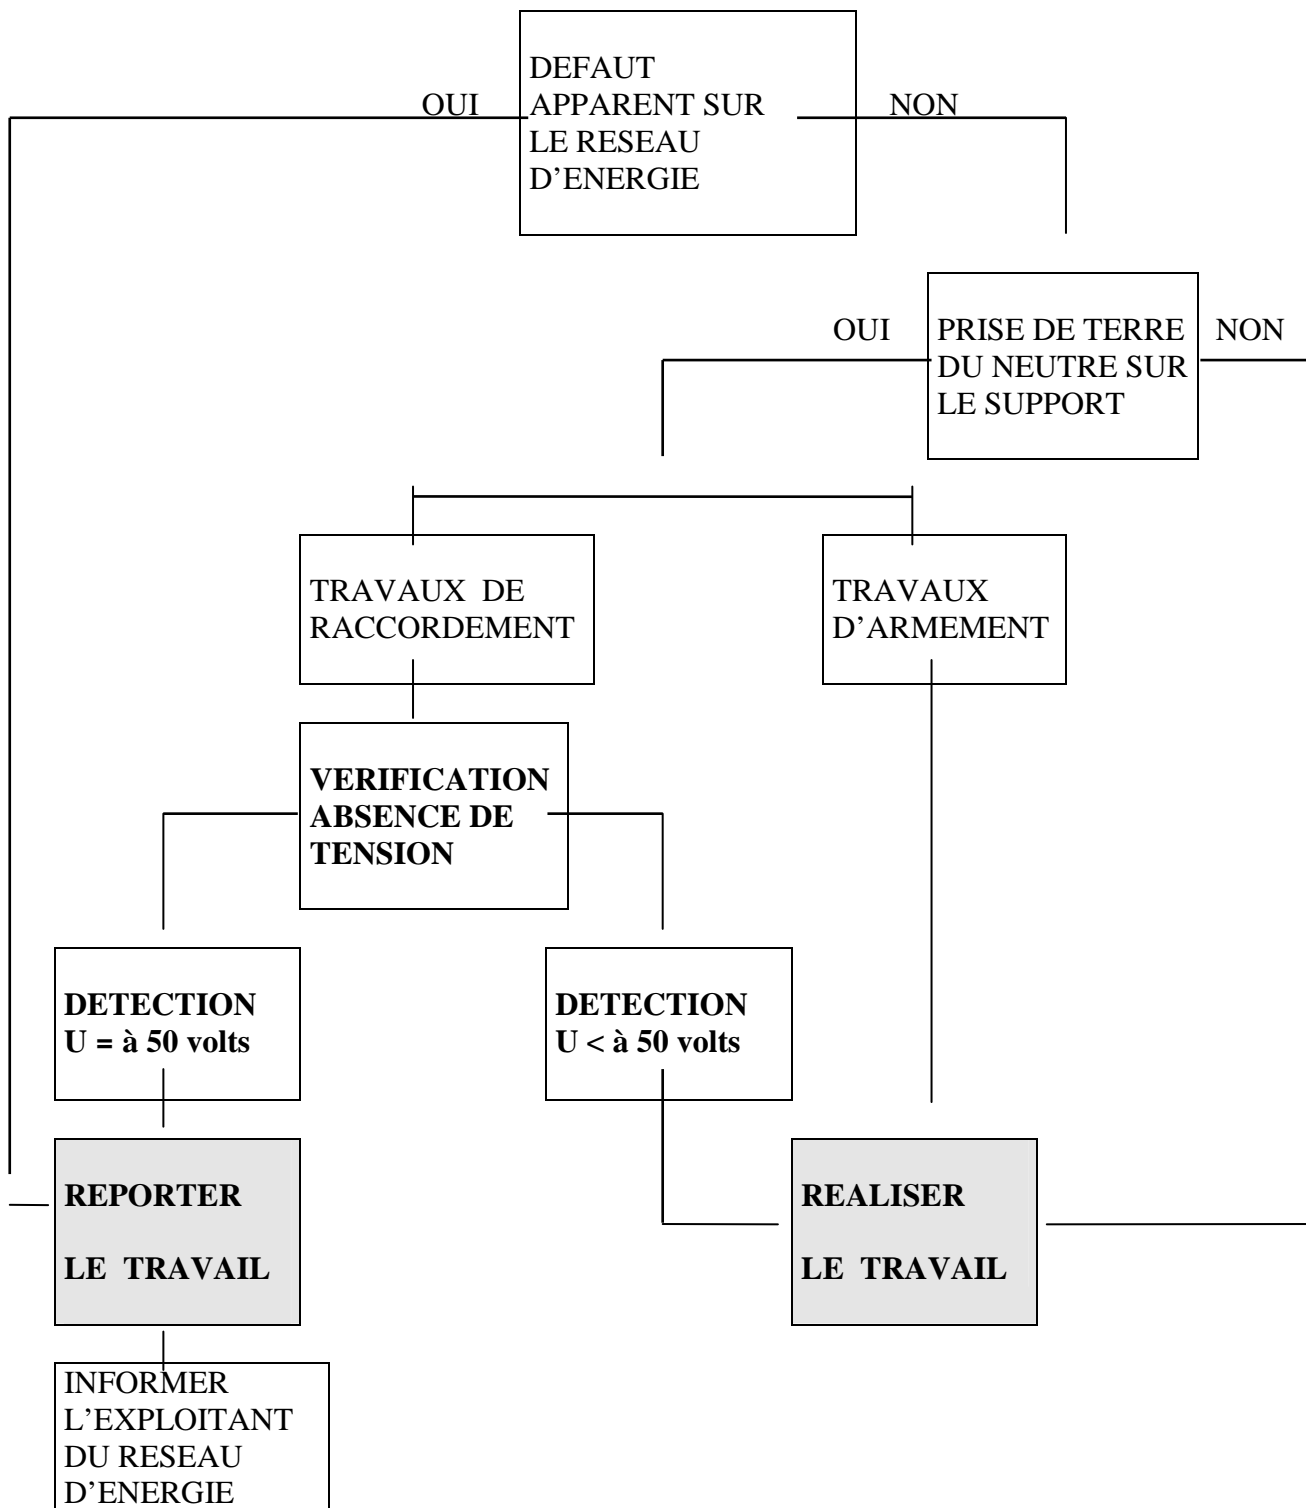 DEFAUT
OUI APPARENT SUR NON
LE RESEAU
D’ENERGIE
OUI PRISE DE TERRE NON
DU NEUTRE SUR
LE SUPPORT
TRAVAUX DE
RACCORDEMENT
TRAVAUX
D’ARMEMENT
VERIFICATION
ABSENCE DE
TENSION
DETECTION
U = à 50 volts
DETECTION
U < à 50 volts
REPORTER
LE TRAVAIL
REALISER
LE TRAVAIL
INFORMER
L’EXPLOITANT
DU RESEAU
D’ENERGIE